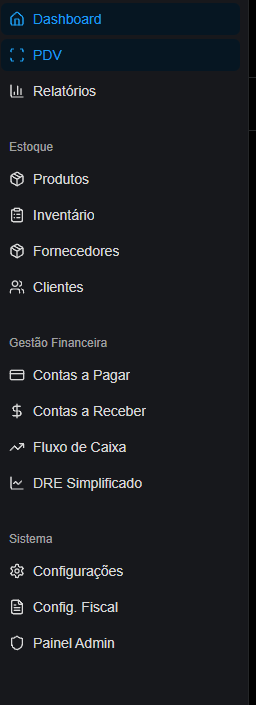 Dashboard
PDV
Relatórios
Estoque
Produtos
Inventário
Fornecedores
Clientes
Gestão Financeira
Contas a Pagar
Contas a Receber
Fluxo de Caixa
DRE Simplificado
Sistema
Configurações
Config. Fiscal
Painel Admin